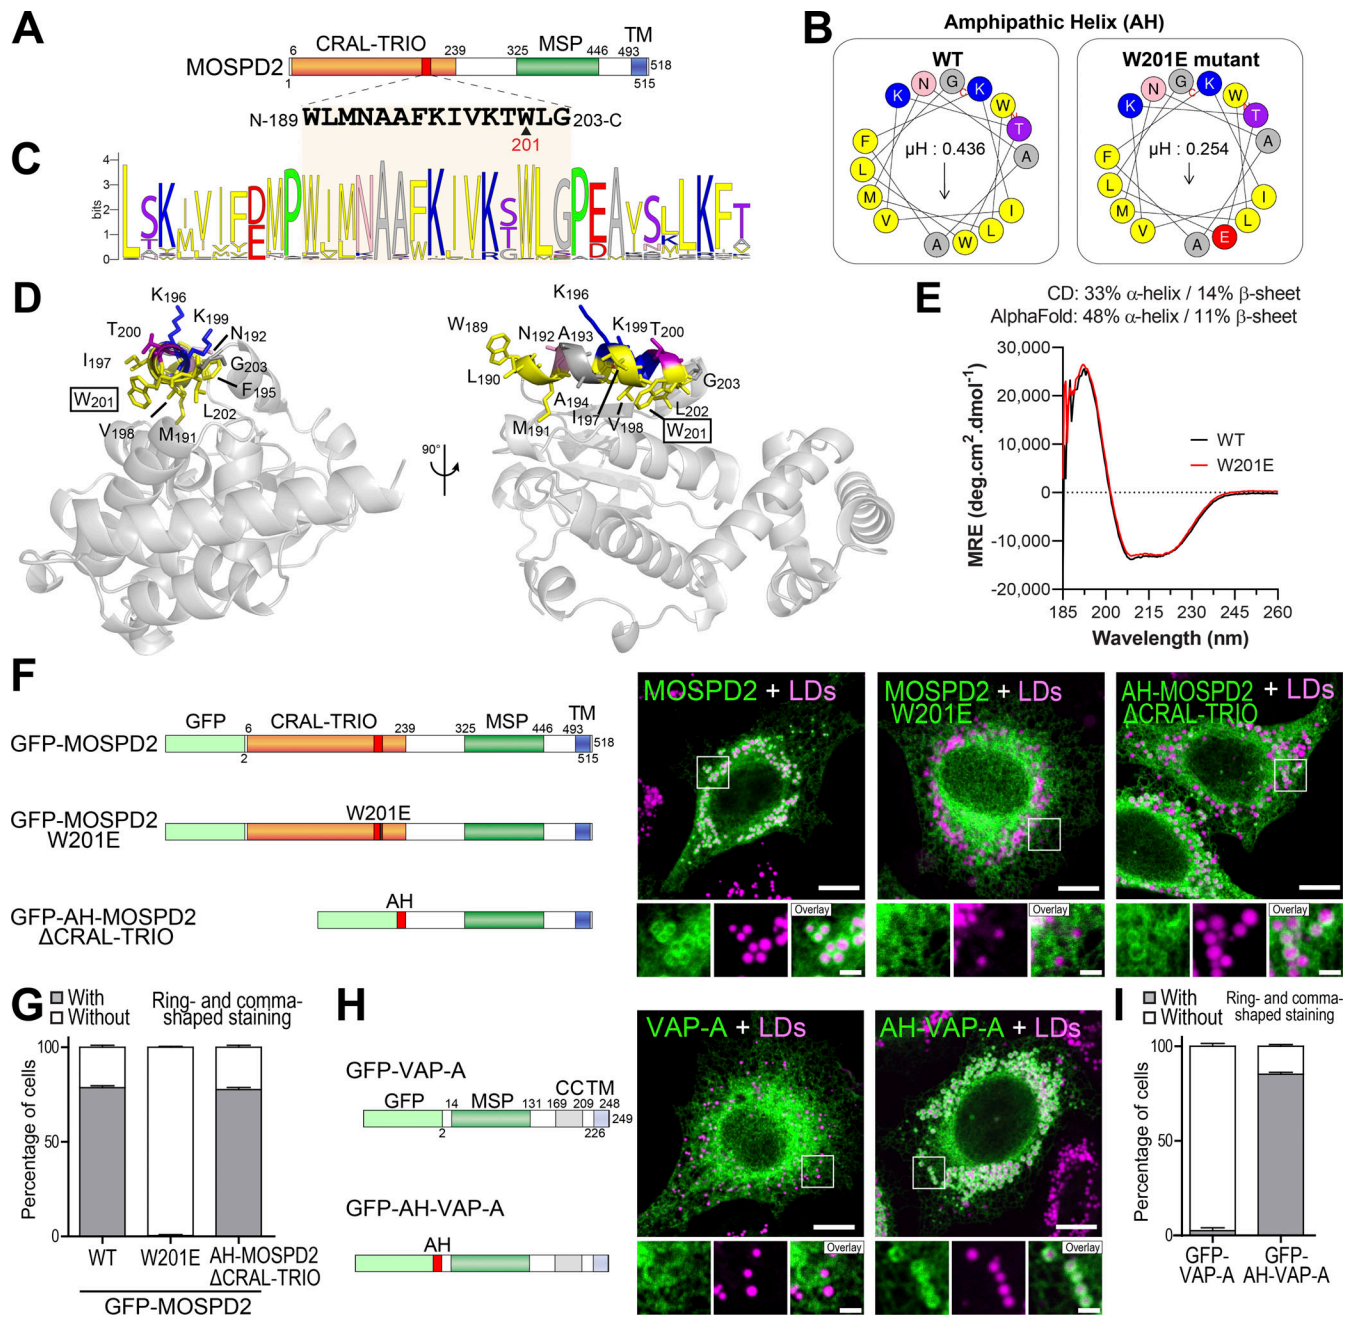 A
CRAL-TRIO
MSP
TM
6
239
325
446
493
MOSPD2
518
1
515
N-189 WLMNAAFKIVKTWLG 203-C
201
B
Amphipathic Helix (AH)
WT
K N G K W T A I L W A V M L F
C
N
µH : 0.436
W201E mutant
K N G K W T A I L E A V M L F
C
µH : 0.254
C
bits
4
3
2
1
0
LSKIVIFDMPWLMNAAFKIVKSWLGPEAVSLLKFT
D
K196
K199
T200
N192
I197
G203
F195
W201
L202
V198
M191
90°
K196
W189
N192
A193
K199
T200
L190
G203
A194
I197
L202
M191
V198
W201
E
CD: 33% α-helix / 14% β-sheet
AlphaFold: 48% α-helix / 11% β-sheet
MRE (deg.cm2.dmol-1)
30,000
20,000
10,000
0
-10,000
-20,000
WT
W201E
185 200 215 230 245 260
Wavelength (nm)
F
GFP
6
CRAL-TRIO
239
325
MSP
446
493
TM
GFP-MOSPD2
518
2
515
W201E
GFP-MOSPD2
W201E
AH
GFP-AH-MOSPD2
ΔCRAL-TRIO
MOSPD2 + LDs
MOSPD2 + LDs
W201E
AH-MOSPD2 + LDs
ΔCRAL-TRIO
Overlay
Overlay
Overlay
G
With
Without
Ring- and comma-
shaped staining
Percentage of cells
100
50
0
WT
W201E
AH-MOSPD2
ΔCRAL-TRIO
GFP-MOSPD2
H
GFP-VAP-A
CC TM
GFP
14
MSP
131
169
209
248
249
2
226
GFP-AH-VAP-A
AH
VAP-A + LDs
AH-VAP-A + LDs
Overlay
Overlay
I
With
Without
Ring- and comma-
shaped staining
Percentage of cells
100
50
0
GFP-
VAP-A
GFP-
AH-VAP-A